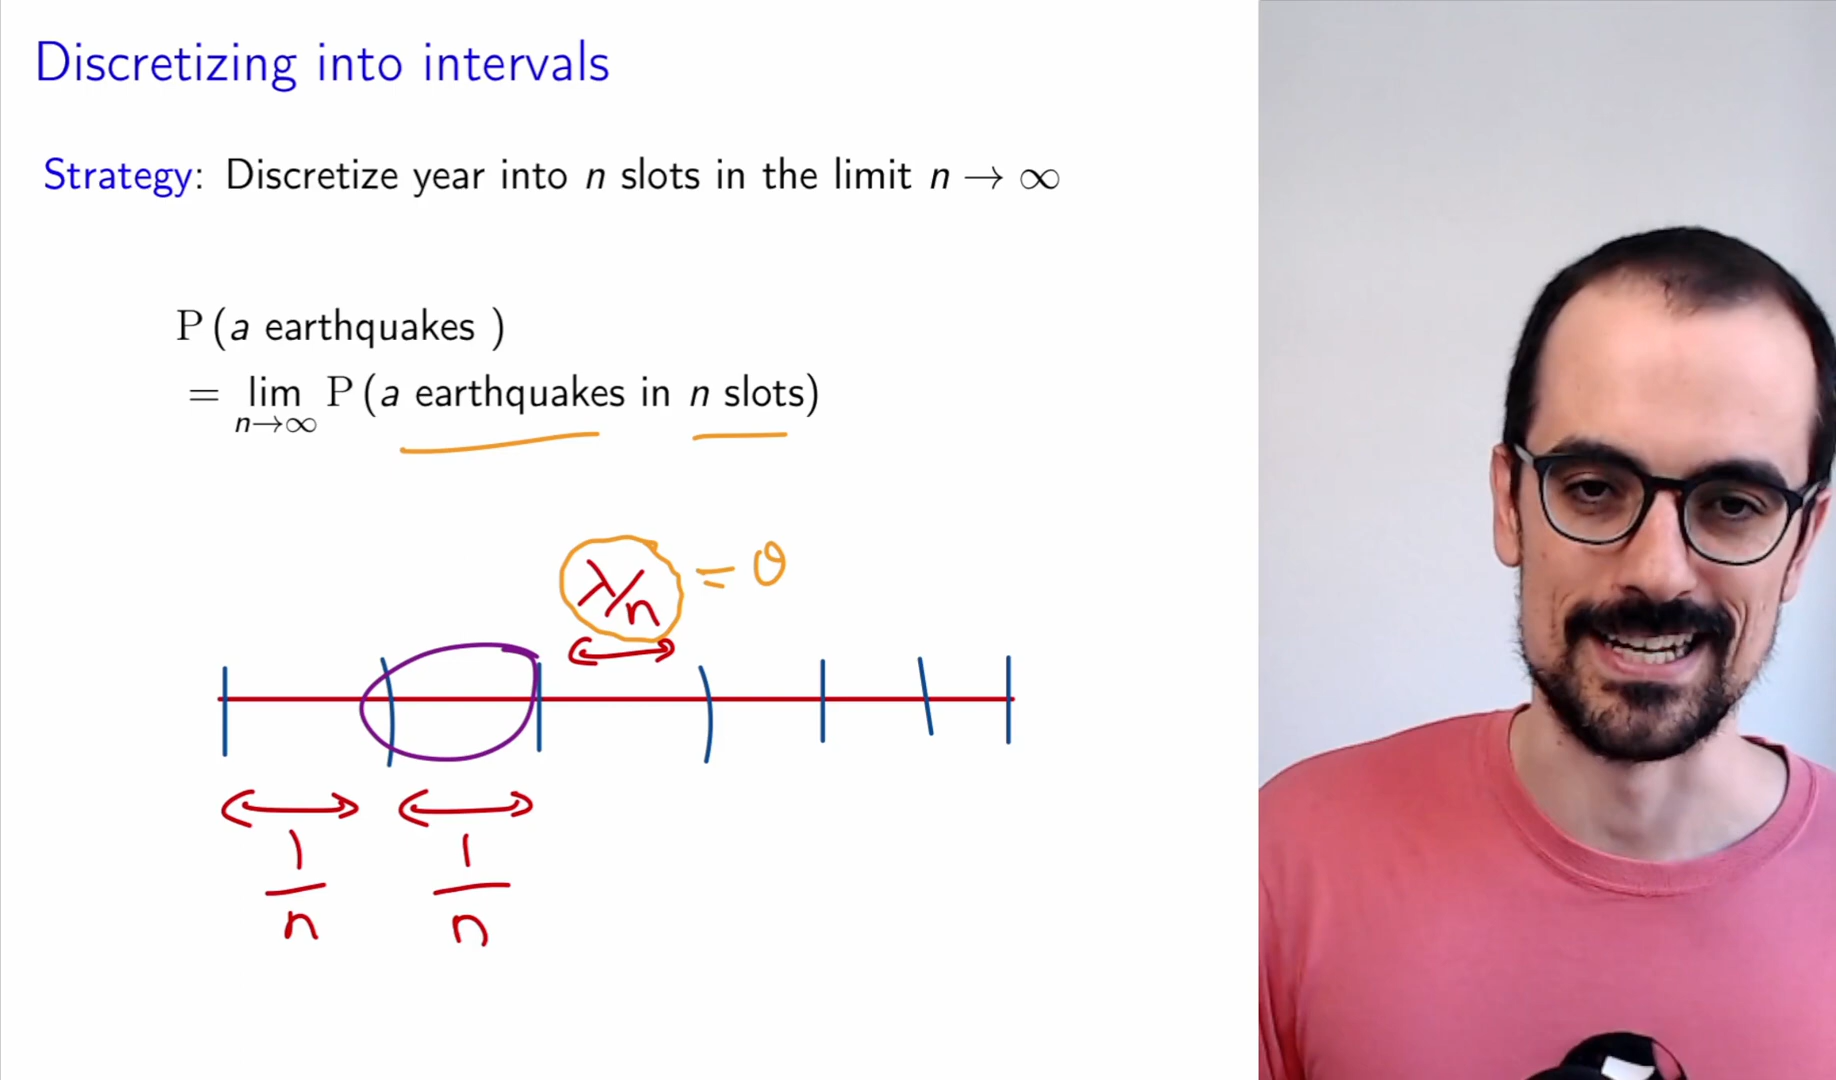 Discretizing into intervals
Strategy: Discretize year into n slots in the limit n → ∞
P (a earthquakes )
= lim n→∞ P (a earthquakes in n slots)
λ/n = θ
1/n 1/n